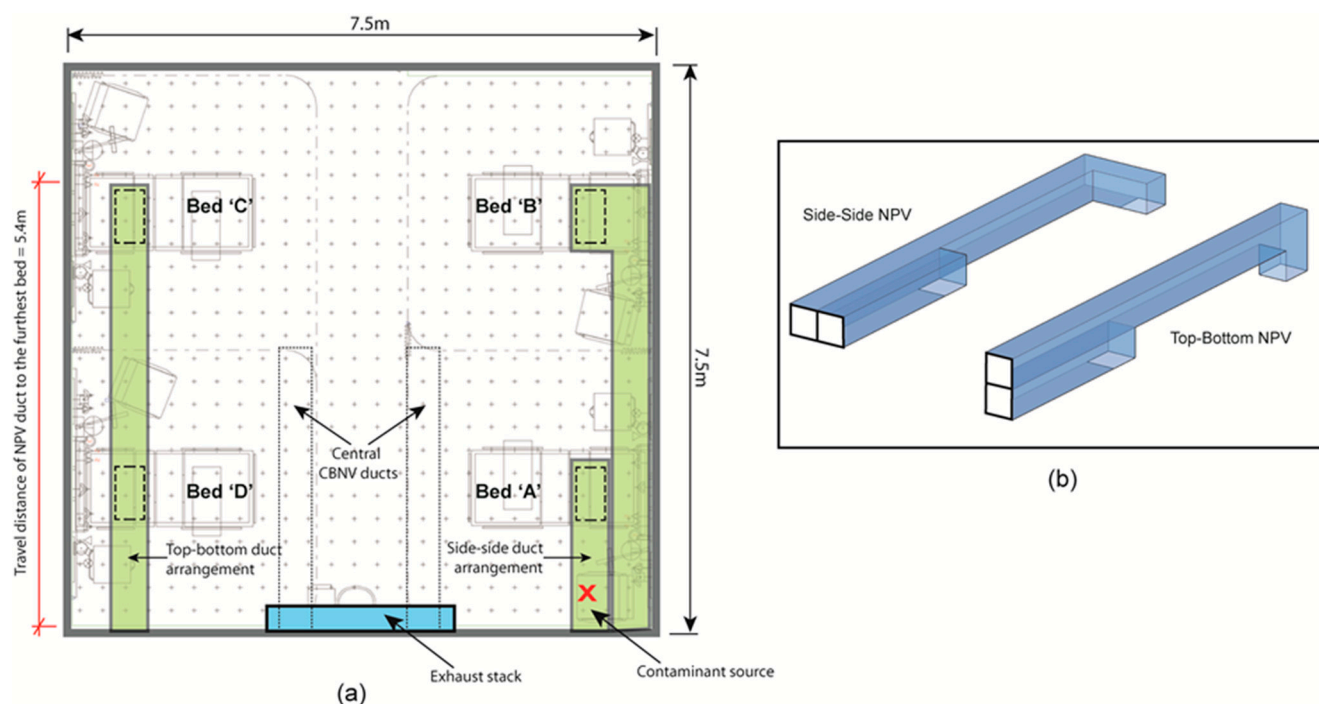 7.5m
7.5m
Travel distance of NPV duct to the furthest bed = 5.4m
Bed ‘C’
Bed ‘B’
Central
CBNV ducts
Bed ‘D’
Bed ‘A’
Top-bottom duct
arrangement
Side-side duct
arrangement
X
Exhaust stack
Contaminant source
(a)
Side-Side NPV
Top-Bottom NPV
(b)